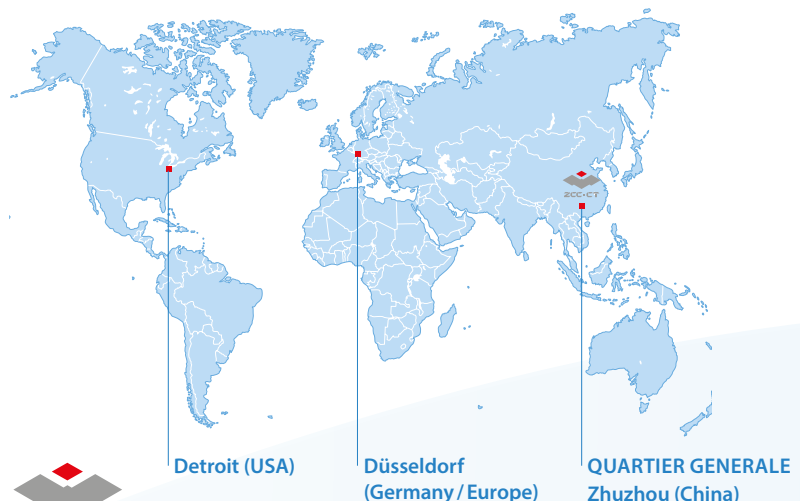 ZCC·CT
Detroit (USA)
Düsseldorf
(Germany / Europe)
QUARTIER GENERALE
Zhuzhou (China)